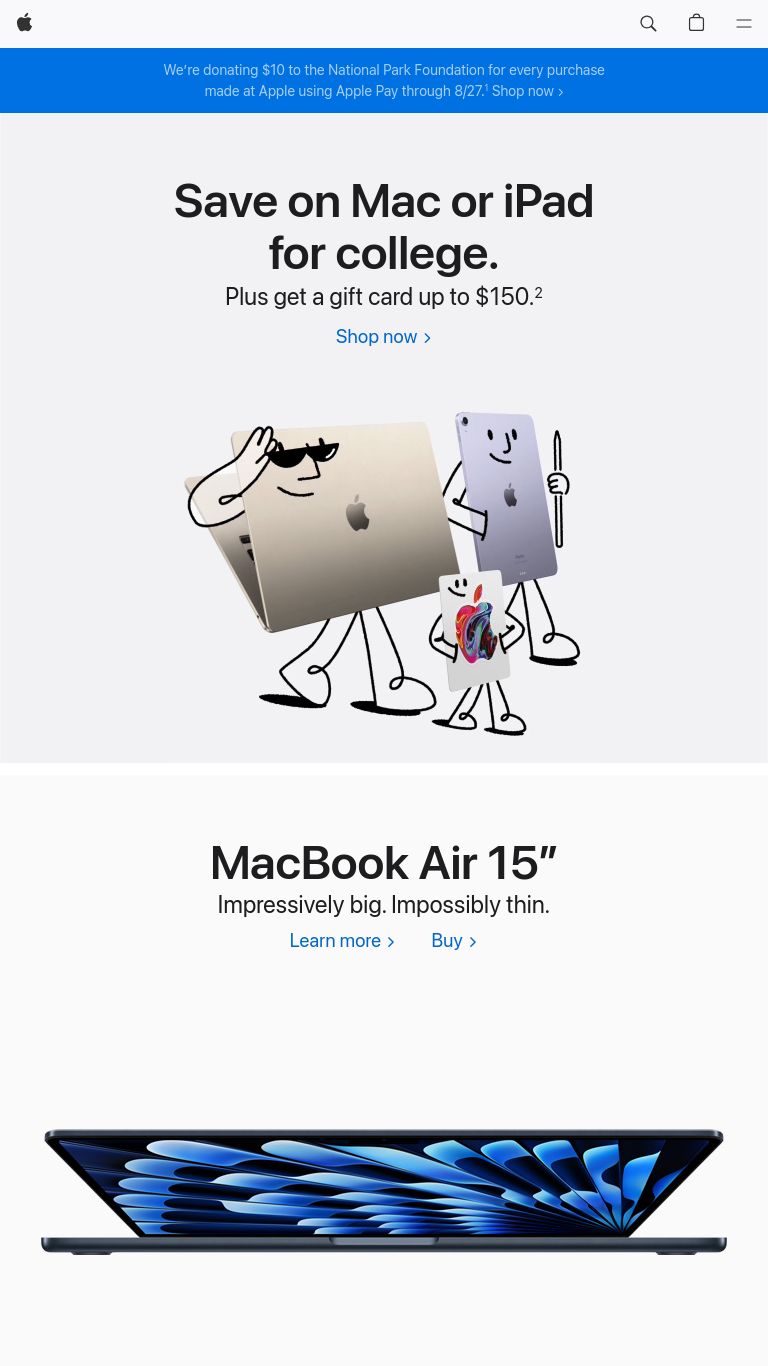 We’re donating $10 to the National Park Foundation for every purchase
made at Apple using Apple Pay through 8/27.¹ Shop now ›
Save on Mac or iPad
for college.
Plus get a gift card up to $150.²
Shop now ›
MacBook Air 15”
Impressively big. Impossibly thin.
Learn more › Buy ›